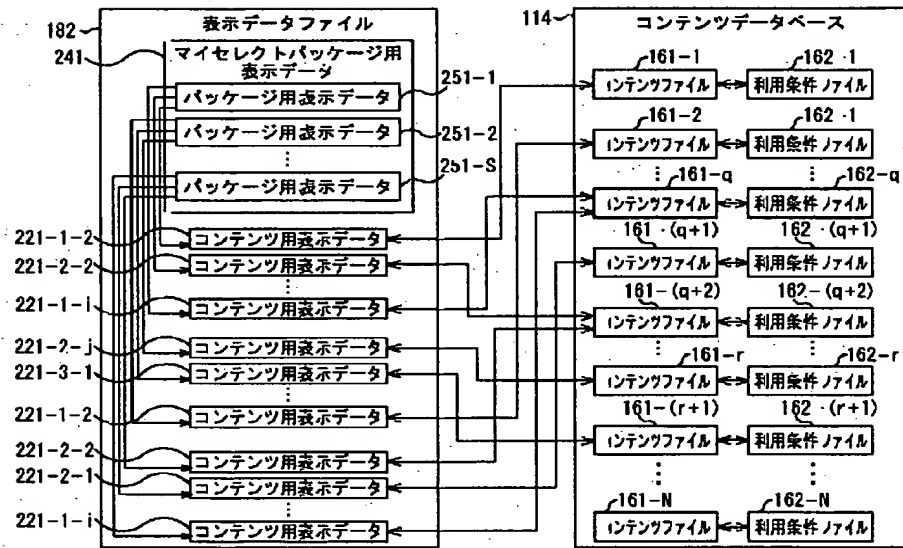 182
表示データファイル
241
マイセレクトパッケージ用
表示データ
パッケージ用表示データ
251-1
パッケージ用表示データ
251-2
⋮
パッケージ用表示データ
251-S
221-1-2
コンテンツ用表示データ
221-2-2
コンテンツ用表示データ
⋮
221-1-i
コンテンツ用表示データ
221-2-j
コンテンツ用表示データ
221-3-1
コンテンツ用表示データ
⋮
221-1-2
コンテンツ用表示データ
221-2-2
コンテンツ用表示データ
221-2-1
コンテンツ用表示データ
⋮
221-1-i
コンテンツ用表示データ
114
コンテンツデータベース
161-1
162-1
コンテンツファイル
利用条件ファイル
161-2
162-1
コンテンツファイル
利用条件ファイル
⋮
⋮
161-q
162-q
コンテンツファイル
利用条件ファイル
161-(q+1)
162-(q+1)
コンテンツファイル
利用条件ファイル
161-(q+2)
162-(q+2)
コンテンツファイル
利用条件ファイル
⋮
⋮
161-r
162-r
コンテンツファイル
利用条件ファイル
161-(r+1)
162-(r+1)
コンテンツファイル
利用条件ファイル
⋮
⋮
161-N
162-N
コンテンツファイル
利用条件ファイル